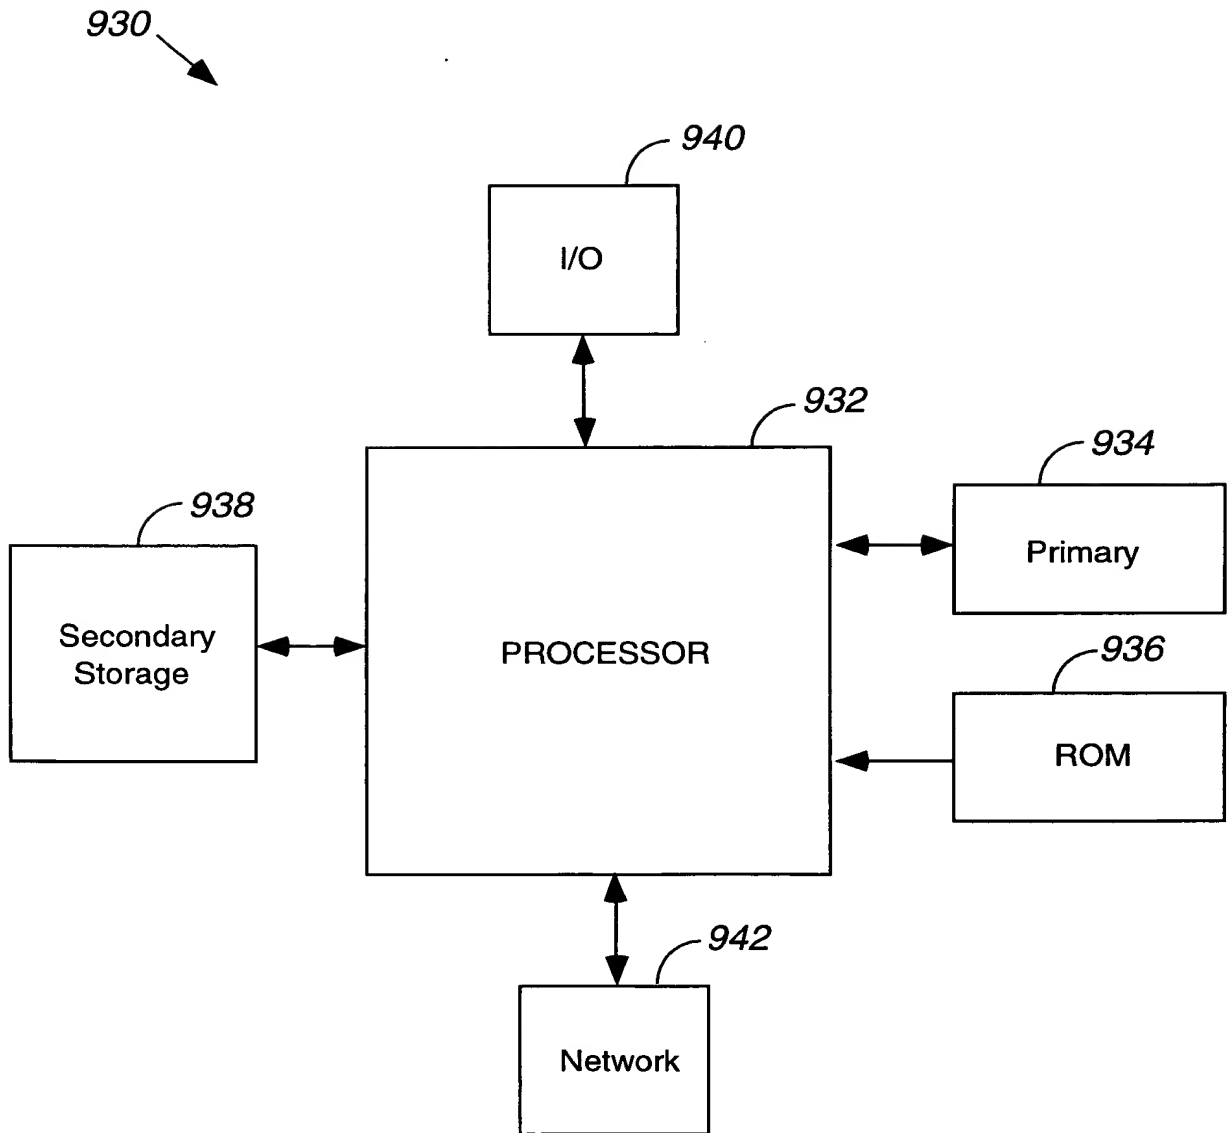 930
940
I/O
932
934
938
Primary
Secondary
Storage
PROCESSOR
936
ROM
942
Network